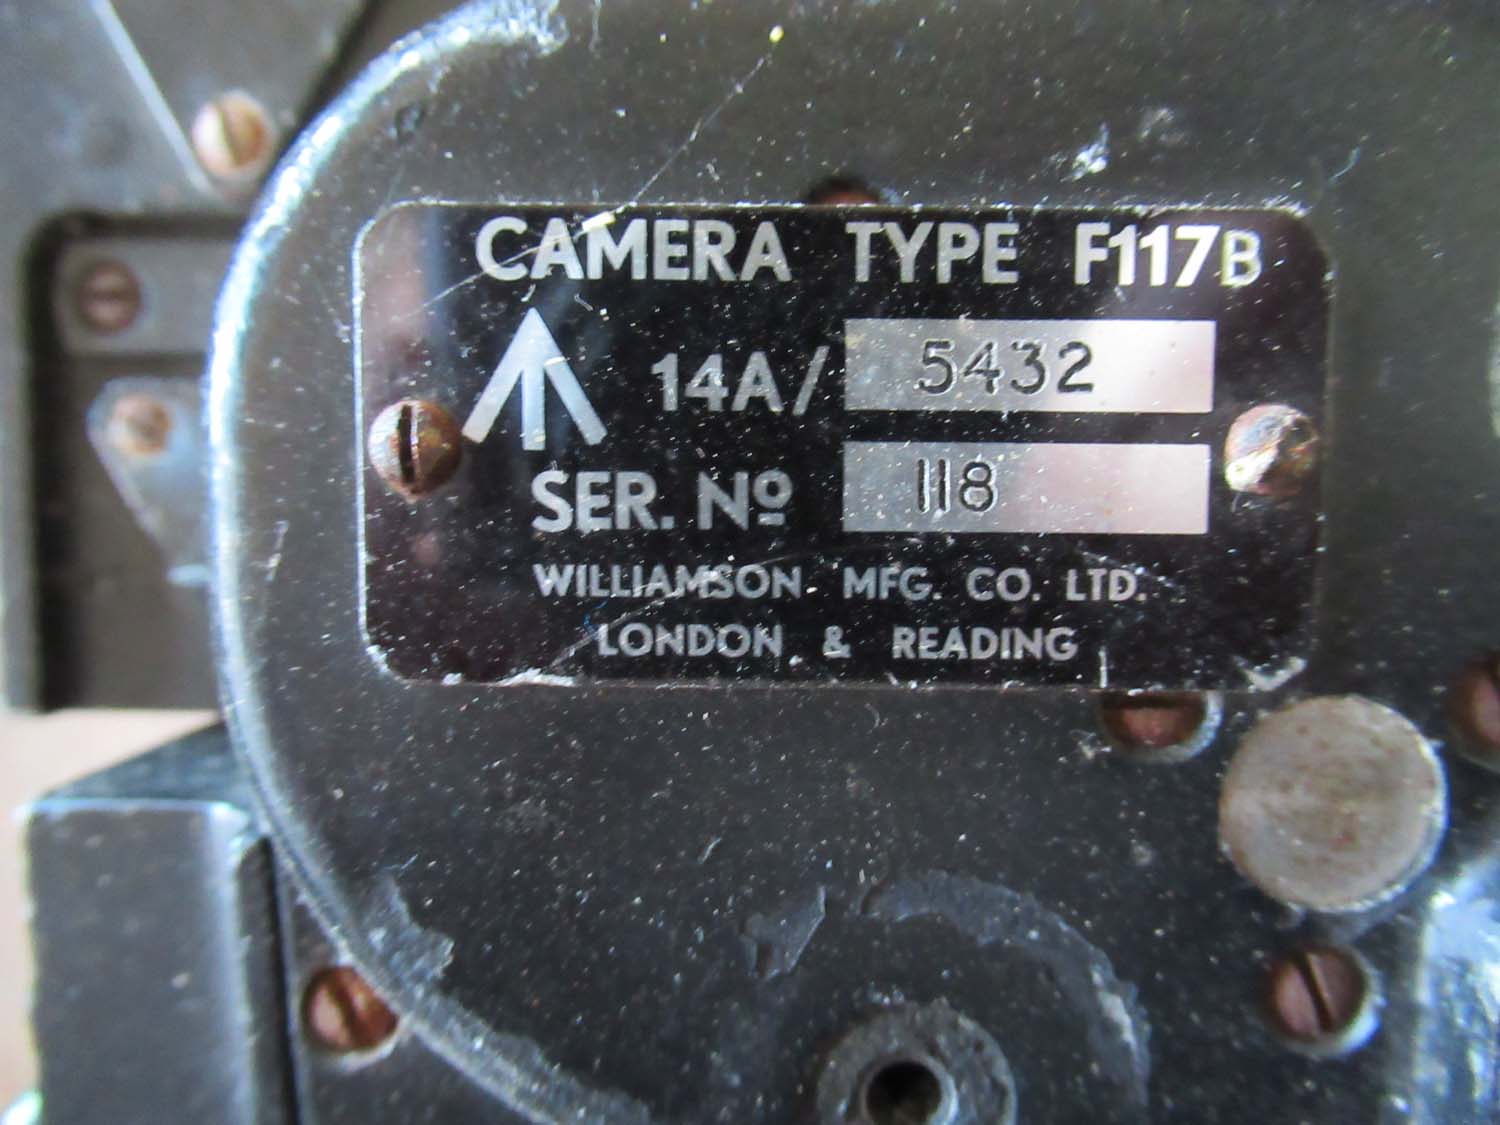 CAMERA TYPE F117B
14A/ 5432
SER. Nº 118
WILLIAMSON MFG. CO. LTD.
LONDON & READING